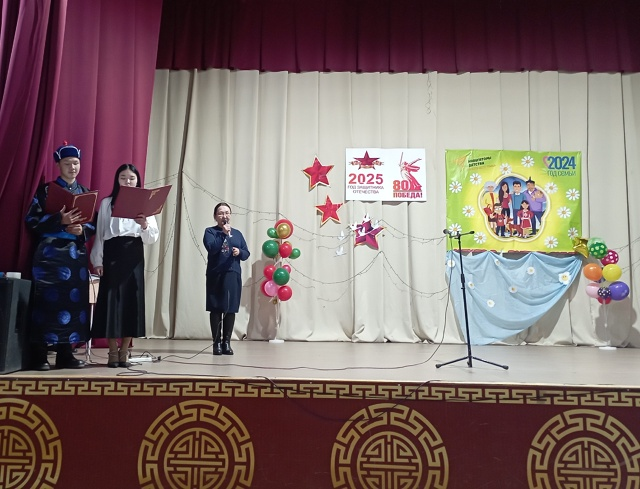 2025
ГОД ЗАЩИТНИКА
ОТЕЧЕСТВА
80
ПОБЕДА!
2024
ГОД СЕМЬИ